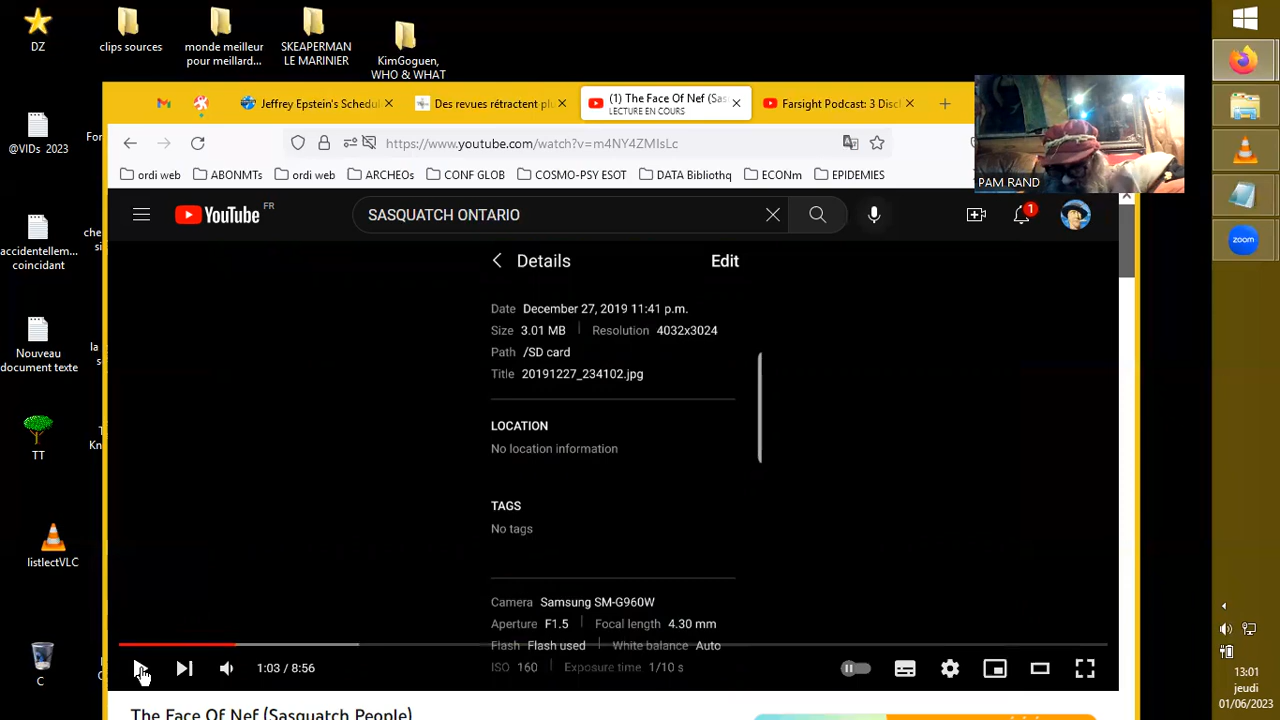 DZ
clips sources
monde meilleur
pour meillard...
SKEAPERMAN
LE MARINIER
KimGoguen,
WHO & WHAT
@VIDs 2023
accidentellem...
coincidant
Nouveau
document texte
TT
listlectVLC
C
Jeffrey Epstein's Schedul
Des revues rétractent pl
(1) The Face Of Nef (Sas
LECTURE EN COURS
Farsight Podcast: 3 Discl
PAM RAND
https://www.youtube.com/watch?v=m4NY4ZMIsLc
ordi web
ABONMTs
ordi web
ARCHEOs
CONF GLOB
COSMO-PSY ESOT
DATA Bibliothq
ECONm
EPIDEMIES
YouTube FR
SASQUATCH ONTARIO
1
Details
Edit
Date December 27, 2019 11:41 p.m.
Size 3.01 MB Resolution 4032x3024
Path /SD card
Title 20191227_234102.jpg
LOCATION
No location information
TAGS
No tags
Camera Samsung SM-G960W
Aperture F1.5 Focal length 4.30 mm
Flash Flash used White balance Auto
ISO 160 Exposure time 1/10 s
1:03 / 8:56
The Face Of Nef (Sasquatch People)
zoom
13:01
jeudi
01/06/2023